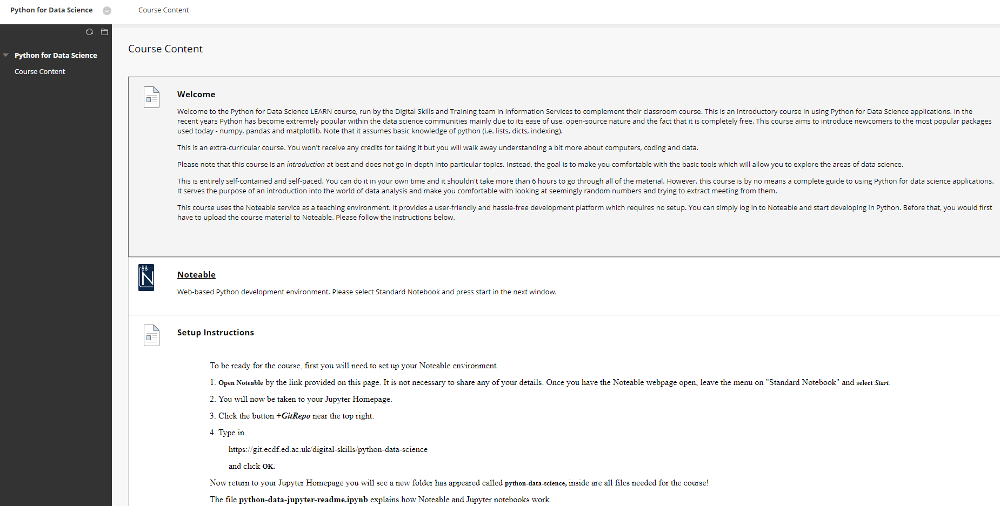 Python for Data Science
Course Content
Python for Data Science
Course Content
Course Content
Welcome
Welcome to the Python for Data Science LEARN course, run by the Digital Skills and Training team in Information Services to complement their classroom course. This is an introductory course in using Python for Data Science applications. In the
recent years Python has become extremely popular within the data science communities mainly due to its ease of use, open-source nature and the fact that it is completely free. This course aims to introduce newcomers to the most popular packages
used today - numpy, pandas and matplotlib. Note that it assumes basic knowledge of python (i.e. lists, dicts, indexing).
This is an extra-curricular course. You won't receive any credits for taking it but you will walk away understanding a bit more about computers, coding and data.
Please note that this course is an introduction at best and does not go in-depth into particular topics. Instead, the goal is to make you comfortable with the basic tools which will allow you to explore the areas of data science.
This is entirely self-contained and self-paced. You can do it in your own time and it shouldn't take more than 6 hours to go through all of the material. However, this course is by no means a complete guide to using Python for data science applications.
It serves the purpose of an introduction into the world of data analysis and make you comfortable with looking at seemingly random numbers and trying to extract meeting from them.
This course uses the Noteable service as a teaching environment. It provides a user-friendly and hassle-free development platform which requires no setup. You can simply log in to Noteable and start developing in Python. Before that, you would first
have to upload the course material to Noteable. Please follow the instructions below.
N
Noteable
Web-based Python development environment. Please select Standard Notebook and press start in the next window.
Setup Instructions
To be ready for the course, first you will need to set up your Noteable environment.
1. Open Noteable by the link provided on this page. It is not necessary to share any of your details. Once you have the Noteable webpage open, leave the menu on "Standard Notebook" and select Start.
2. You will now be taken to your Jupyter Homepage.
3. Click the button +GitRepo near the top right.
4. Type in
https://git.ecdf.ed.ac.uk/digital-skills/python-data-science
and click OK.
Now return to your Jupyter Homepage you will see a new folder has appeared called python-data-science, inside are all files needed for the course!
The file python-data-jupyter-readme.ipynb explains how Noteable and Jupyter notebooks work.